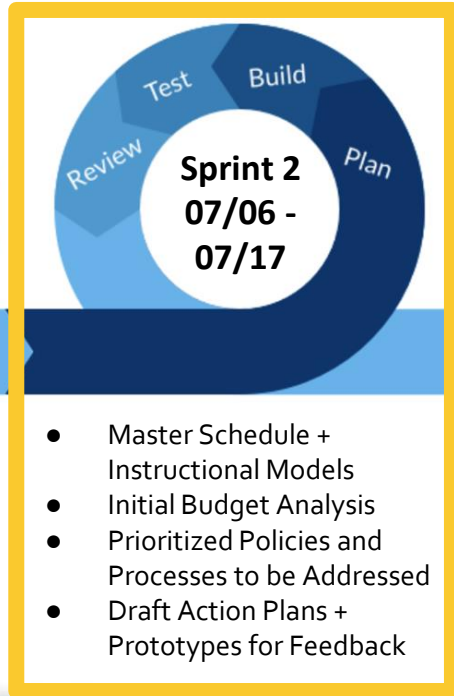 Plan
Build
Test
Review
Sprint 2
07/06 -
07/17
● Master Schedule +
Instructional Models
● Initial Budget Analysis
● Prioritized Policies and
Processes to be Addressed
● Draft Action Plans +
Prototypes for Feedback